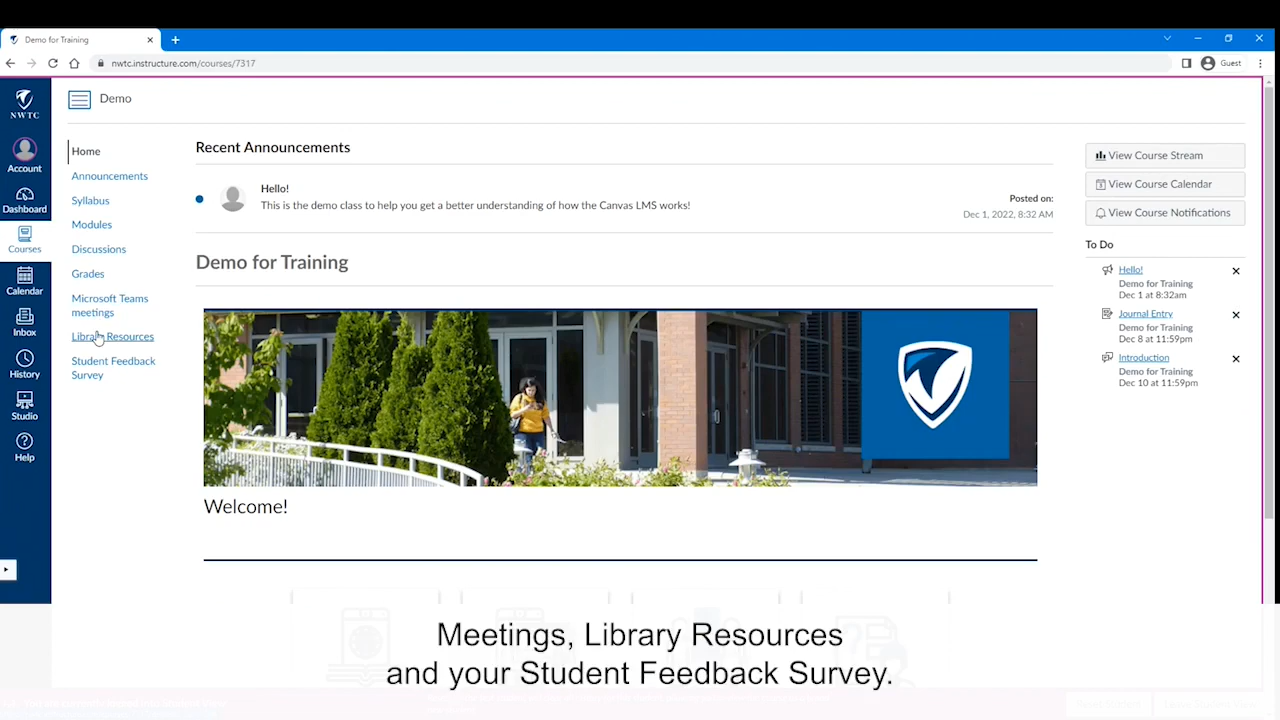 Demo for Training
nwtc.instructure.com/courses/7317
Guest
NWTC
Account
Dashboard
Courses
Calendar
Inbox
History
Studio
Help
Demo
Home
Announcements
Syllabus
Modules
Discussions
Grades
Microsoft Teams
meetings
Library Resources
Student Feedback
Survey
Recent Announcements
Hello!
This is the demo class to help you get a better understanding of how the Canvas LMS works!
Posted on:
Dec 1, 2022, 8:32 AM
Demo for Training
Welcome!
View Course Stream
View Course Calendar
View Course Notifications
To Do
Hello!
Demo for Training
Dec 1 at 8:32am
Journal Entry
Demo for Training
Dec 8 at 11:59pm
Introduction
Demo for Training
Dec 10 at 11:59pm
Meetings, Library Resources
and your Student Feedback Survey.